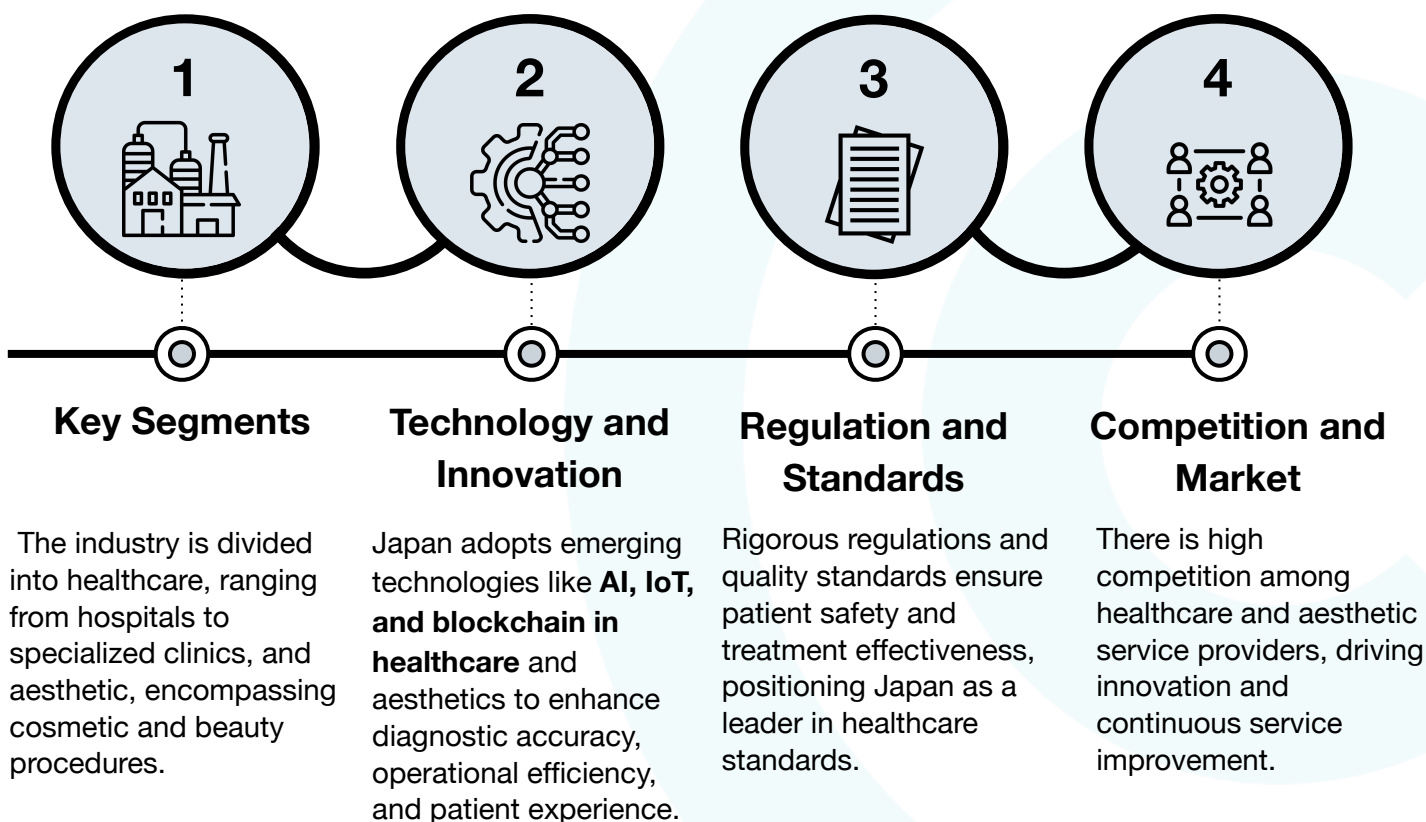 1
2
3
4
Key Segments
The industry is divided
into healthcare, ranging
from hospitals to
specialized clinics, and
aesthetic, encompassing
cosmetic and beauty
procedures.
Technology and
Innovation
Japan adopts emerging
technologies like AI, IoT,
and blockchain in
healthcare and
aesthetics to enhance
diagnostic accuracy,
operational efficiency,
and patient experience.
Regulation and
Standards
Rigorous regulations and
quality standards ensure
patient safety and
treatment effectiveness,
positioning Japan as a
leader in healthcare
standards.
Competition and
Market
There is high
competition among
healthcare and aesthetic
service providers, driving
innovation and
continuous service
improvement.